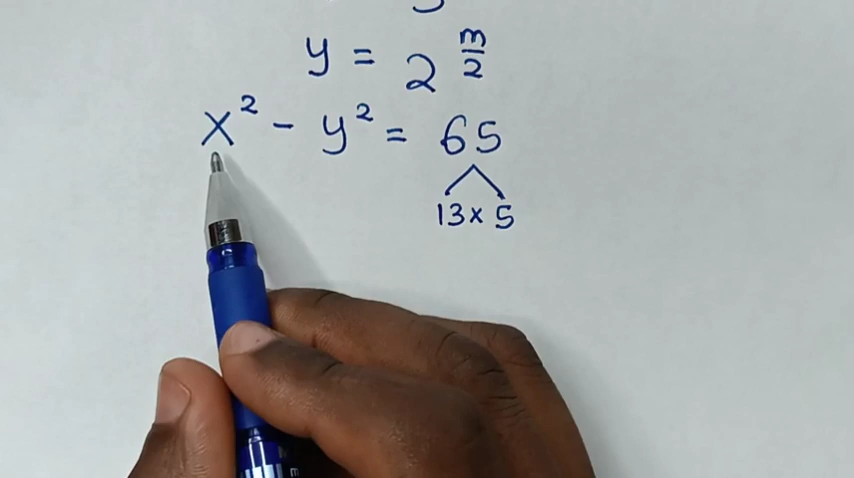 y = 2^(m/2)
x² - y² = 65
13 x 5